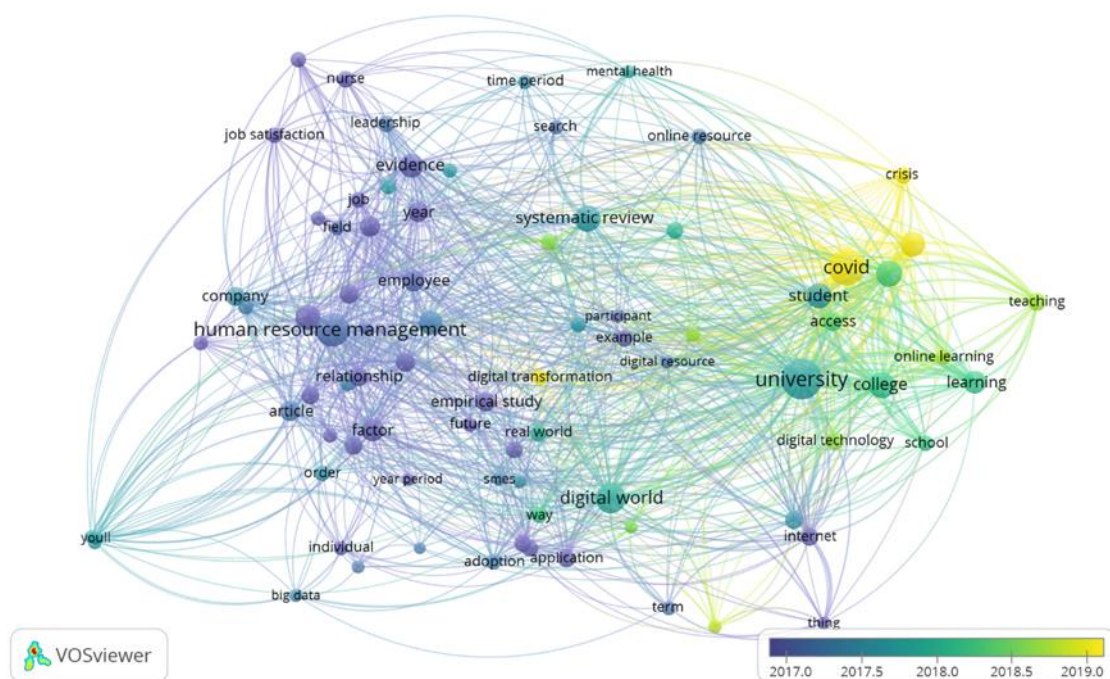 nurse
time period
mental health
leadership
job satisfaction
search
online resource
evidence
crisis
job
year
systematic review
field
covid
employee
company
student
teaching
participant
access
human resource management
example
online learning
digital resource
relationship
digital transformation
university
college
learning
empirical study
article
future
factor
real world
digital technology
school
order
year period
smes
digital world
way
youll
individual
internet
adoption
application
big data
term
thing
VOSviewer
2017.0 2017.5 2018.0 2018.5 2019.0